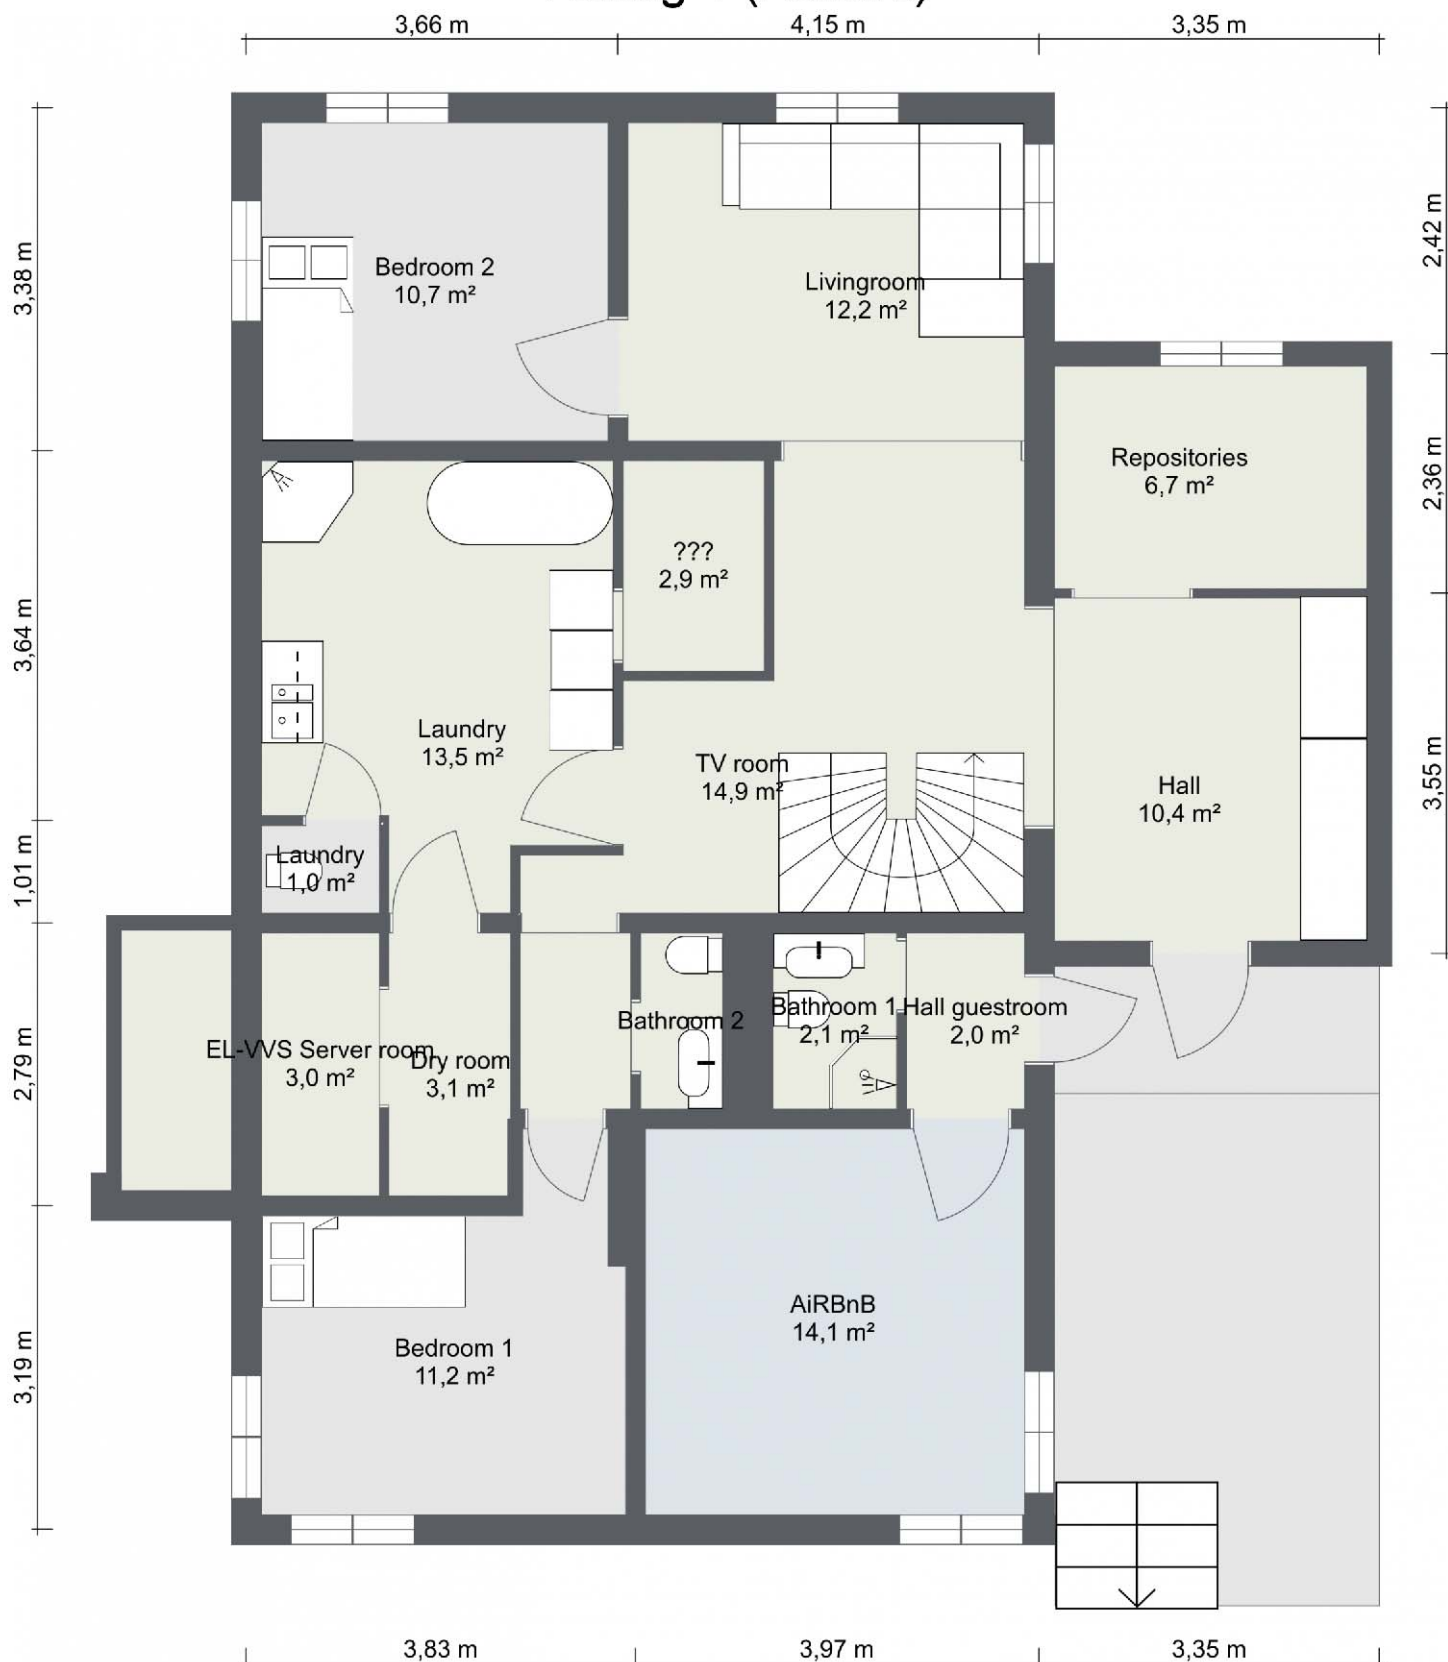 3,66 m
4,15 m
3,35 m
3,38 m
2,42 m
Bedroom 2
10,7 m²
Livingroom
12,2 m²
Repositories
6,7 m²
2,36 m
???
2,9 m²
3,64 m
Laundry
13,5 m²
TV room
14,9 m²
Hall
10,4 m²
3,55 m
Laundry
1,0 m²
1,01 m
EL-VVS Server room
3,0 m²
Dry room
3,1 m²
Bathroom 2
Bathroom 1
2,1 m²
Hall guestroom
2,0 m²
2,79 m
AiRBnB
14,1 m²
Bedroom 1
11,2 m²
3,19 m
3,83 m
3,97 m
3,35 m